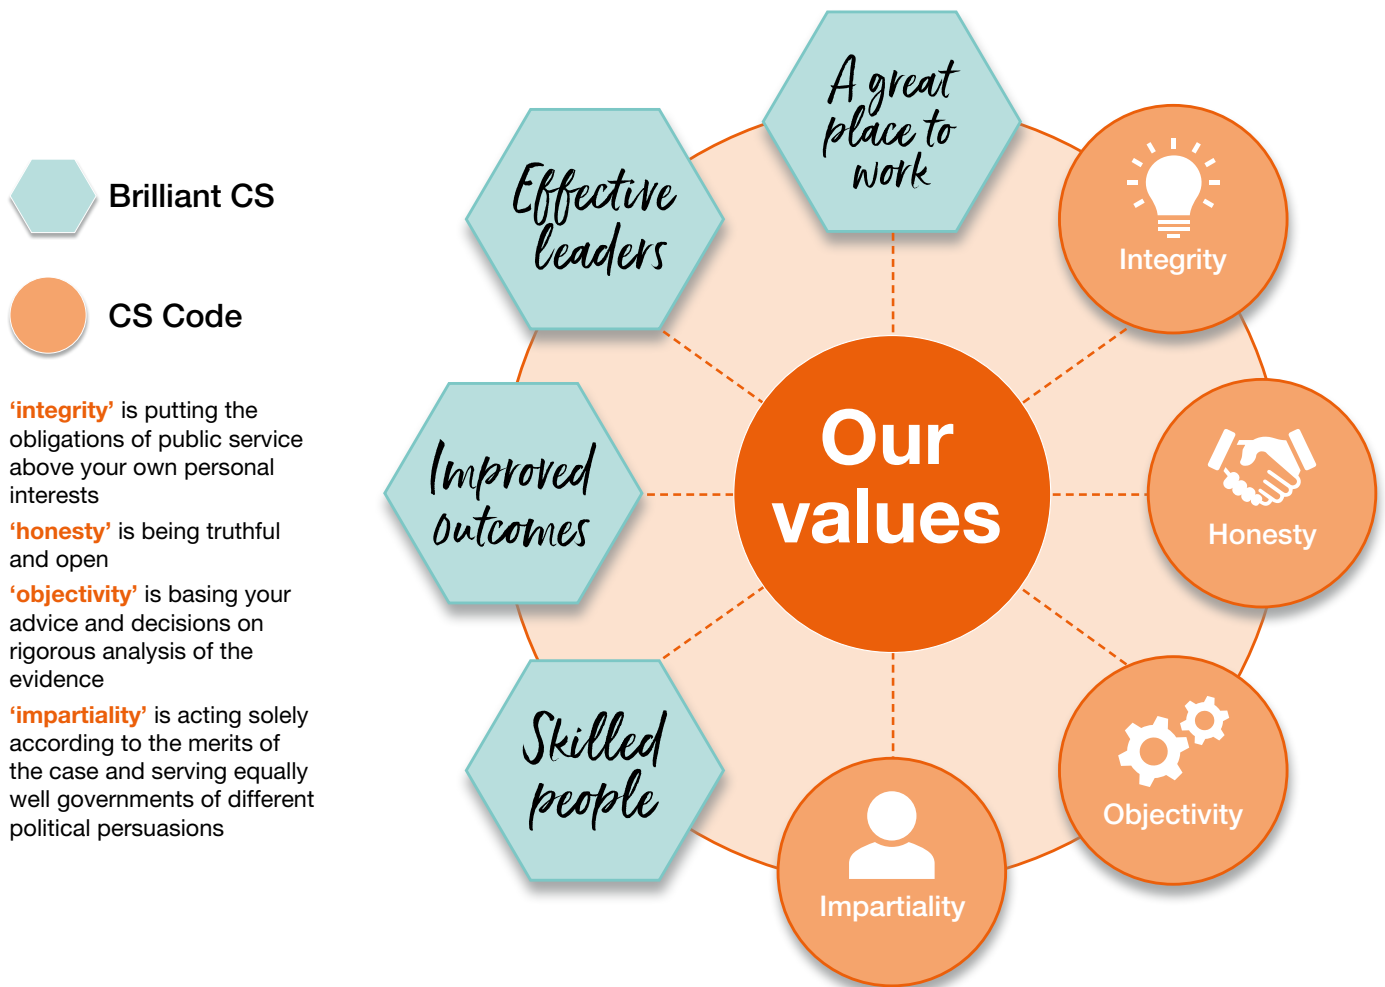 Brilliant CS
CS Code
‘integrity’ is putting the
obligations of public service
above your own personal
interests
‘honesty’ is being truthful
and open
‘objectivity’ is basing your
advice and decisions on
rigorous analysis of the
evidence
‘impartiality’ is acting solely
according to the merits of
the case and serving equally
well governments of different
political persuasions
A great
place to
work
Effective
leaders
Integrity
Improved
outcomes
Our
values
Honesty
Skilled
people
Objectivity
Impartiality